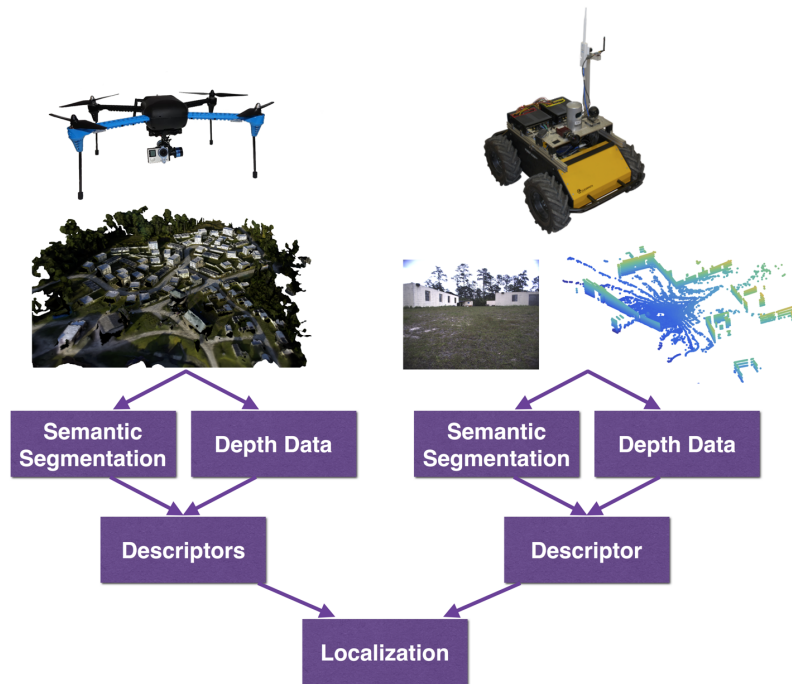 Semantic
Segmentation
Depth Data
Semantic
Segmentation
Depth Data
Descriptors
Descriptor
Localization